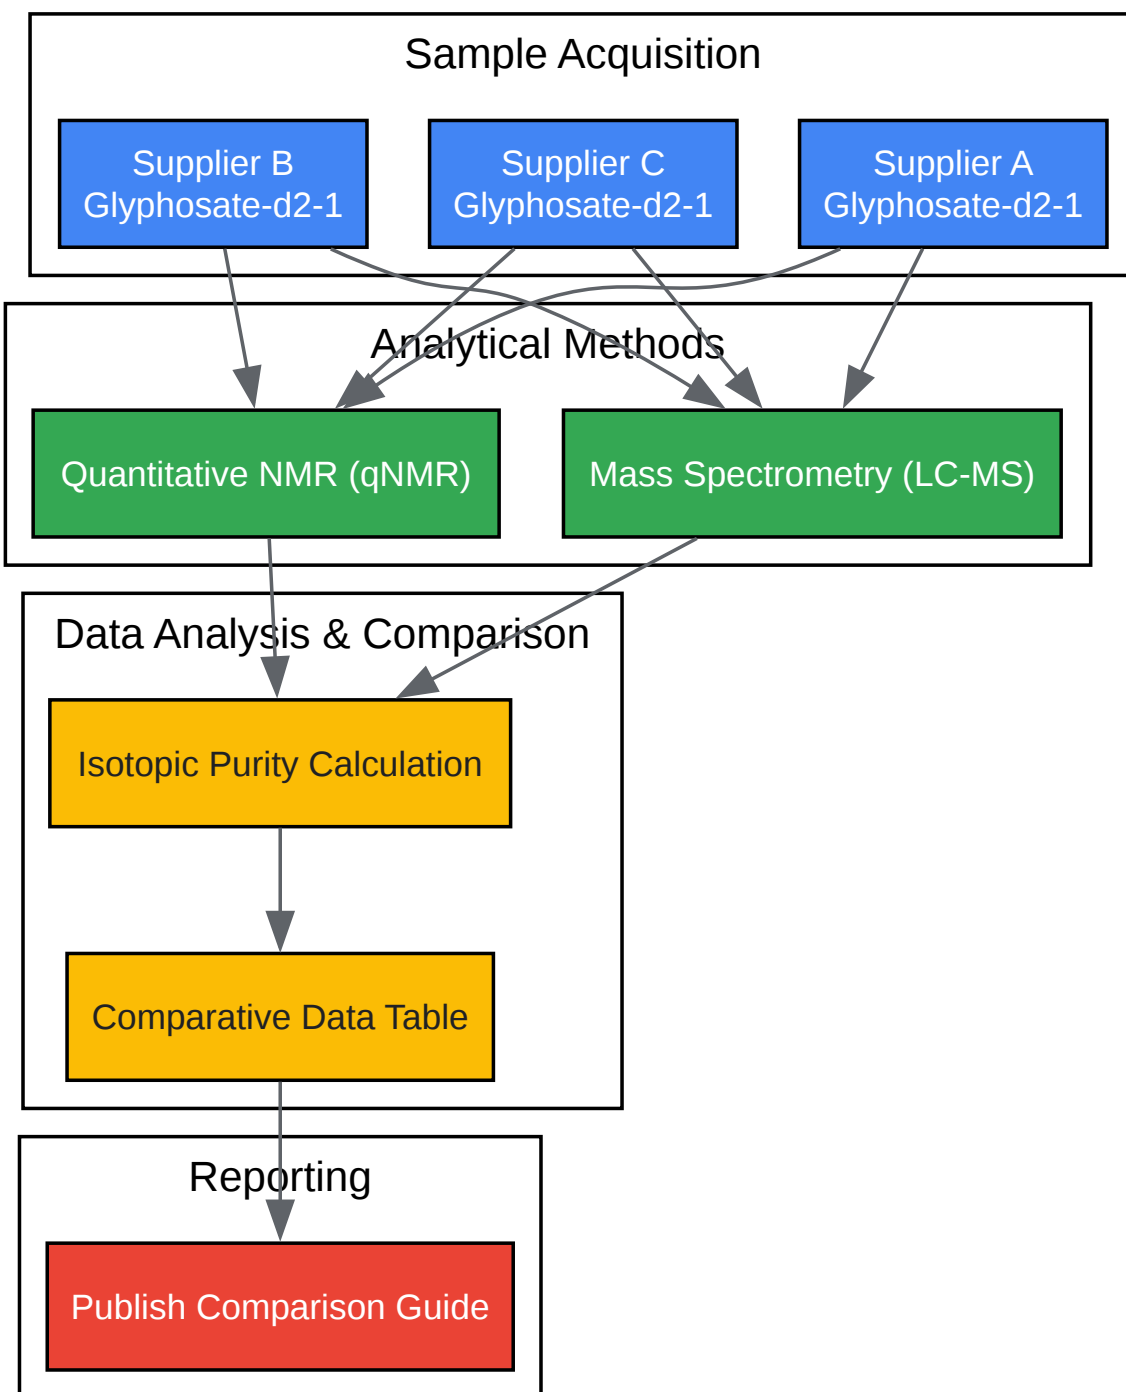 Sample Acquisition
Supplier B
Glyphosate-d2-1
Supplier C
Glyphosate-d2-1
Supplier A
Glyphosate-d2-1
Analytical Methods
Quantitative NMR (qNMR)
Mass Spectrometry (LC-MS)
Data Analysis & Comparison
Isotopic Purity Calculation
Comparative Data Table
Reporting
Publish Comparison Guide